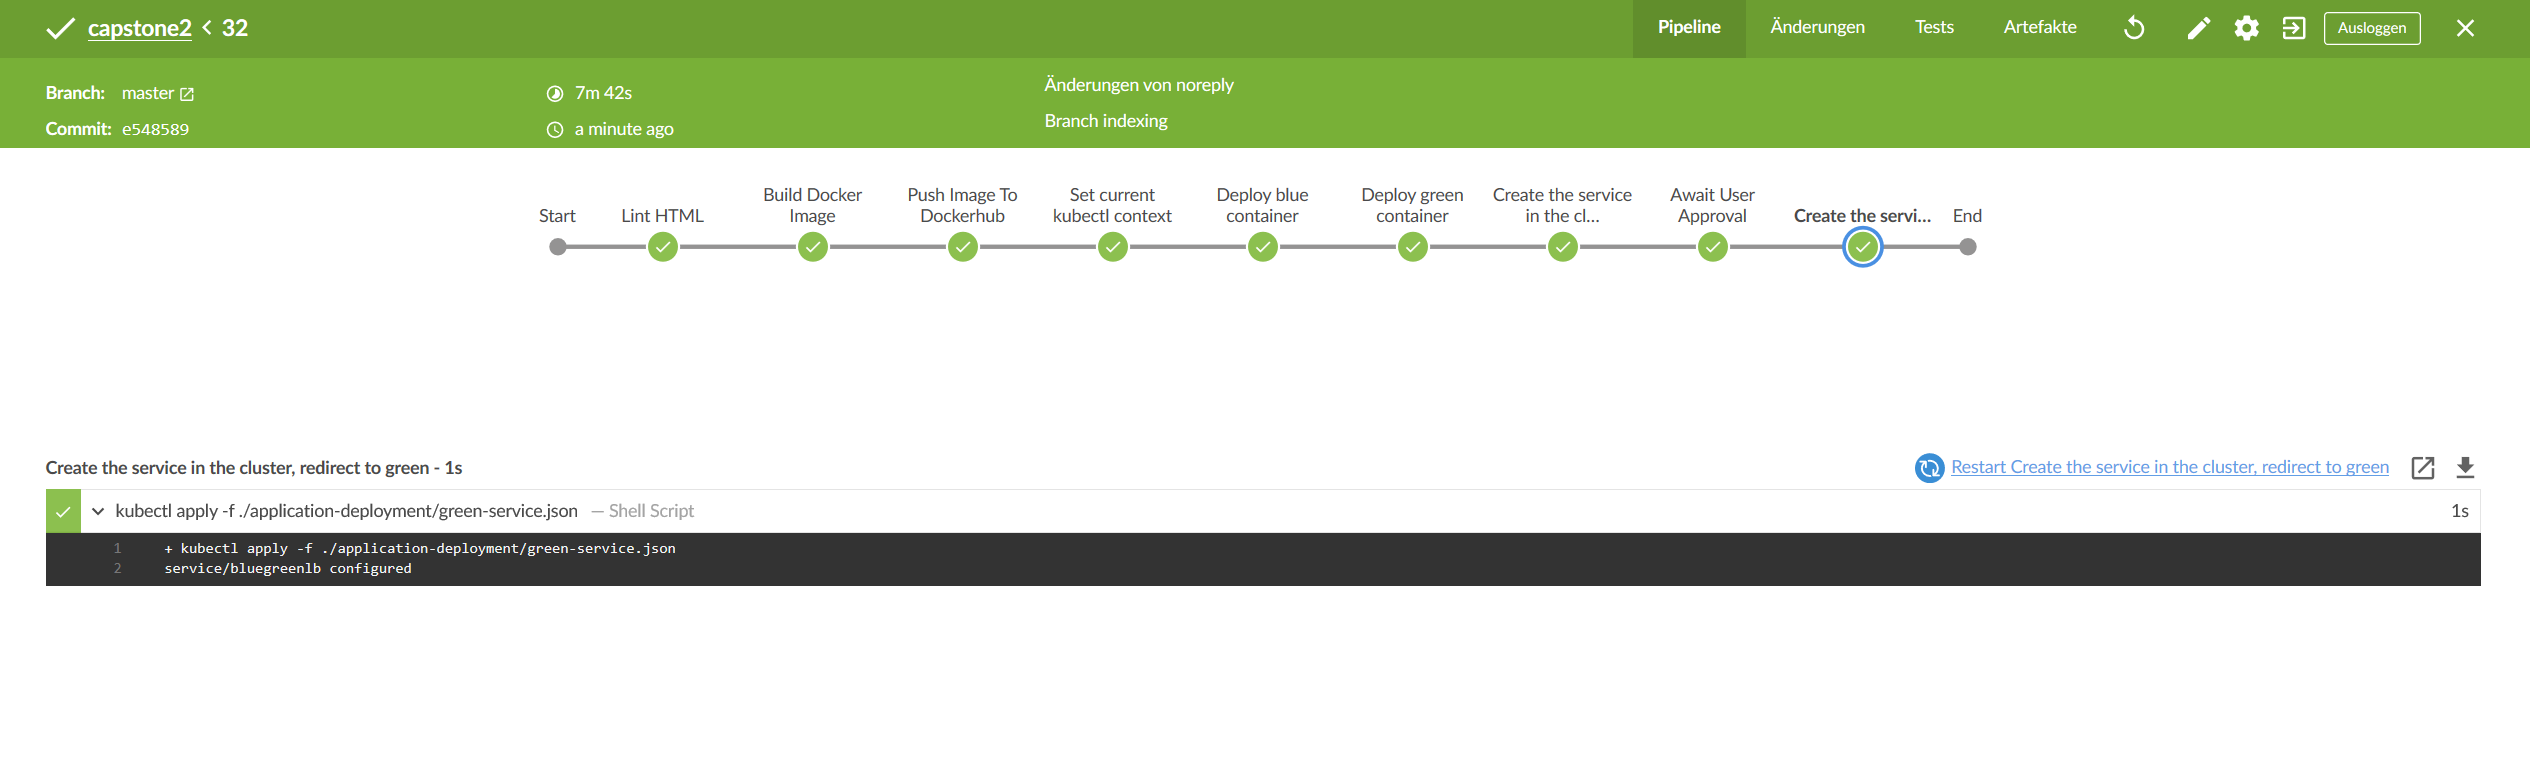 capstone2 < 32
Pipeline
Änderungen
Tests
Artefakte
Ausloggen
Branch: master
7m 42s
Änderungen von noreply
Commit: e548589
a minute ago
Branch indexing
Start
Lint HTML
Build Docker
Image
Push Image To
Dockerhub
Set current
kubectl context
Deploy blue
container
Deploy green
container
Create the service
in the cl...
Await User
Approval
Create the servi...
End
Create the service in the cluster, redirect to green - 1s
Restart Create the service in the cluster, redirect to green
kubectl apply -f ./application-deployment/green-service.json — Shell Script
1s
1 + kubectl apply -f ./application-deployment/green-service.json
2 service/bluegreenlb configured